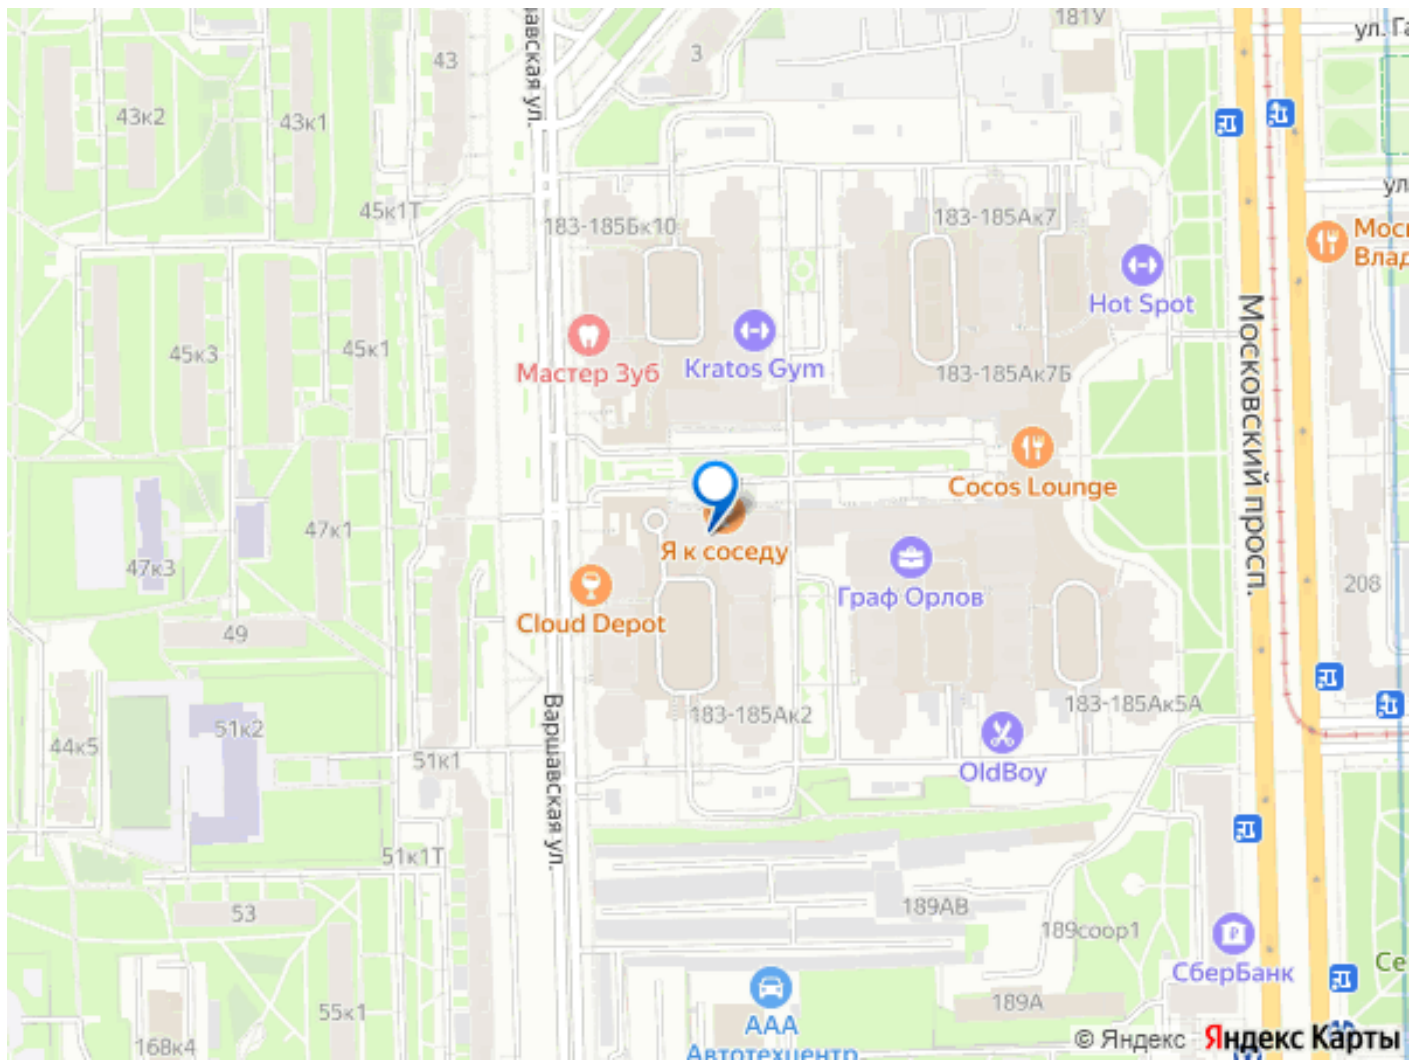 181У
ул. Га
43
3
43к2
43к1
вская ул.
ул
45к1Т
183-185Бк10
183-185Ак7
Моск
Влад
Hot Spot
45к3
45к1
Мастер Зуб
Kratos Gym
183-185Ак7Б
Московский просп.
Cocos Lounge
47к1
Я к соседу
47к3
Граф Орлов
208
Cloud Depot
49
183-185Ак2
183-185Ак5А
51к2
44к5
51к1
Варшавская ул.
OldBoy
51к1Т
53
189АВ
189соор1
СберБанк
Се
55к1
189А
168к4
ААА
Автотехцентр
© Яндекс Яндекс Карты